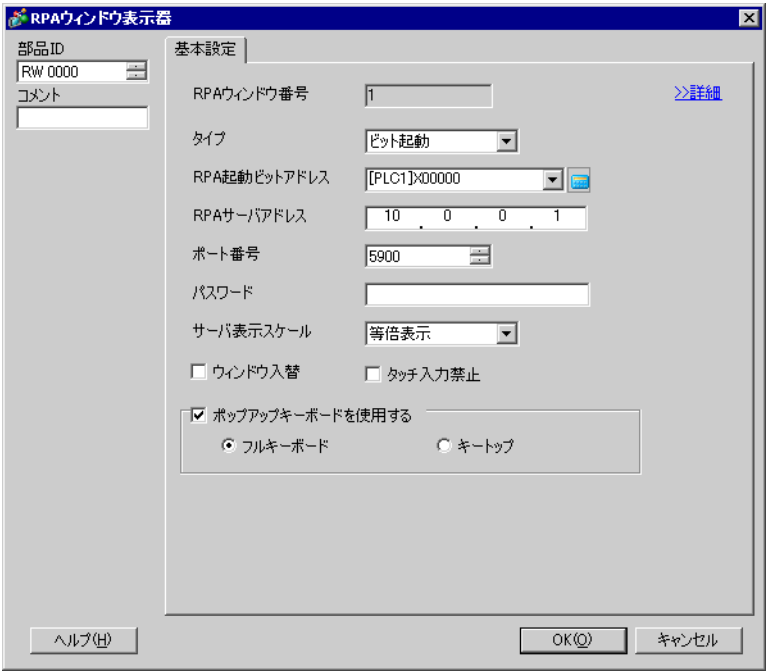 RPAウィンドウ表示器
部品ID
RW 0000
コメント
基本設定
RPAウィンドウ番号
1
>>詳細
タイプ
ビット起動
RPA起動ビットアドレス
[PLC1]X00000
RPAサーバアドレス
10 . 0 . 0 . 1
ポート番号
5900
パスワード
サーバ表示スケール
等倍表示
ウィンドウ入替
タッチ入力禁止
ポップアップキーボードを使用する
フルキーボード
キートップ
ヘルプ(H)
OK(O)
キャンセル